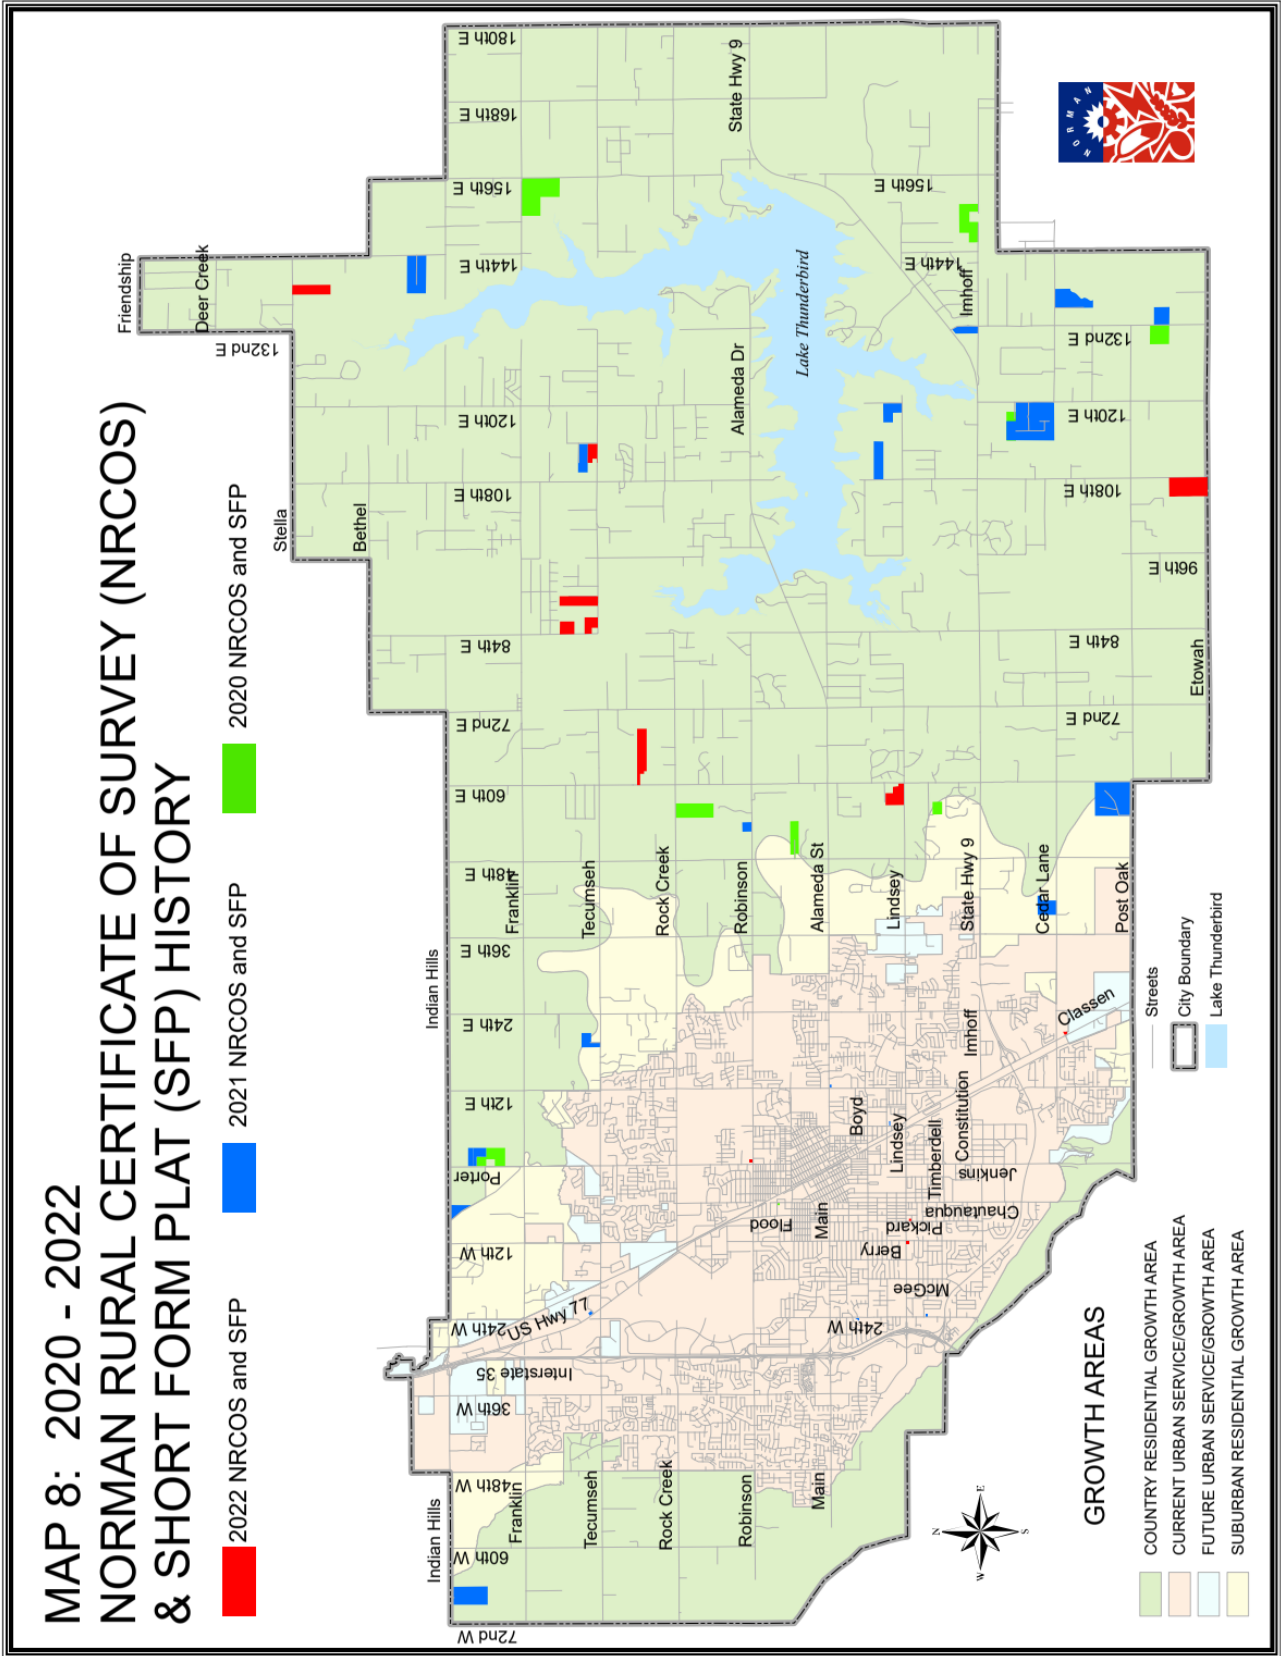 MAP 8: 2020 - 2022
NORMAN RURAL CERTIFICATE OF SURVEY (NRCOS)
& SHORT FORM PLAT (SFP) HISTORY
2022 NRCOS and SFP
2021 NRCOS and SFP
2020 NRCOS and SFP
Friendship
Deer Creek
132nd E
Stella
Bethel
Indian Hills
Indian Hills
72nd W
60th W
48th W
36th W
Interstate 35
24th W
US Hwy 77
12th W
Porter
12th E
24th E
36th E
48th E
60th E
72nd E
84th E
108th E
120th E
144th E
156th E
168th E
180th E
Franklin
Franklin
Tecumseh
Tecumseh
Rock Creek
Rock Creek
Robinson
Robinson
Alameda Dr
State Hwy 9
Lake Thunderbird
Main
Main
Flood
Alameda St
24th W
Boyd
Berry
Pickard
Lindsey
Lindsey
McGee
Timberdell
Chautauqua
Constitution
Jenkins
Imhoff
State Hwy 9
156th E
144th E
Imhoff
Cedar Lane
Classen
Post Oak
72nd E
84th E
96th E
108th E
120th E
132nd E
Etowah
NORMAN
N
E
S
W
GROWTH AREAS
COUNTRY RESIDENTIAL GROWTH AREA
CURRENT URBAN SERVICE/GROWTH AREA
FUTURE URBAN SERVICE/GROWTH AREA
SUBURBAN RESIDENTIAL GROWTH AREA
Streets
City Boundary
Lake Thunderbird